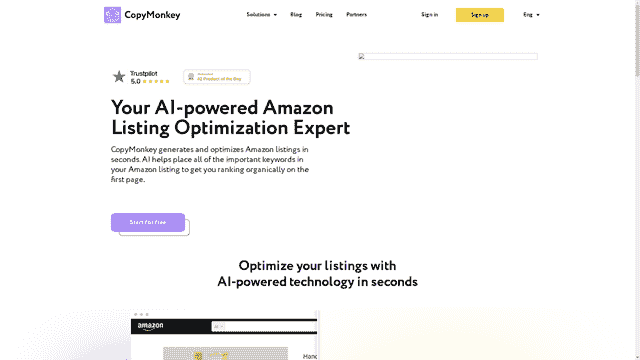 CopyMonkey
Solutions Blog Pricing Partners Sign in Sign up Eng
Trustpilot
5.0
Your AI-powered Amazon
Listing Optimization Expert
CopyMonkey generates and optimizes Amazon listings in
seconds. AI helps place all of the important keywords in
your Amazon listing to get you ranking organically on the
first page.
Start for free
Optimize your listings with
AI-powered technology in seconds
amazon
All